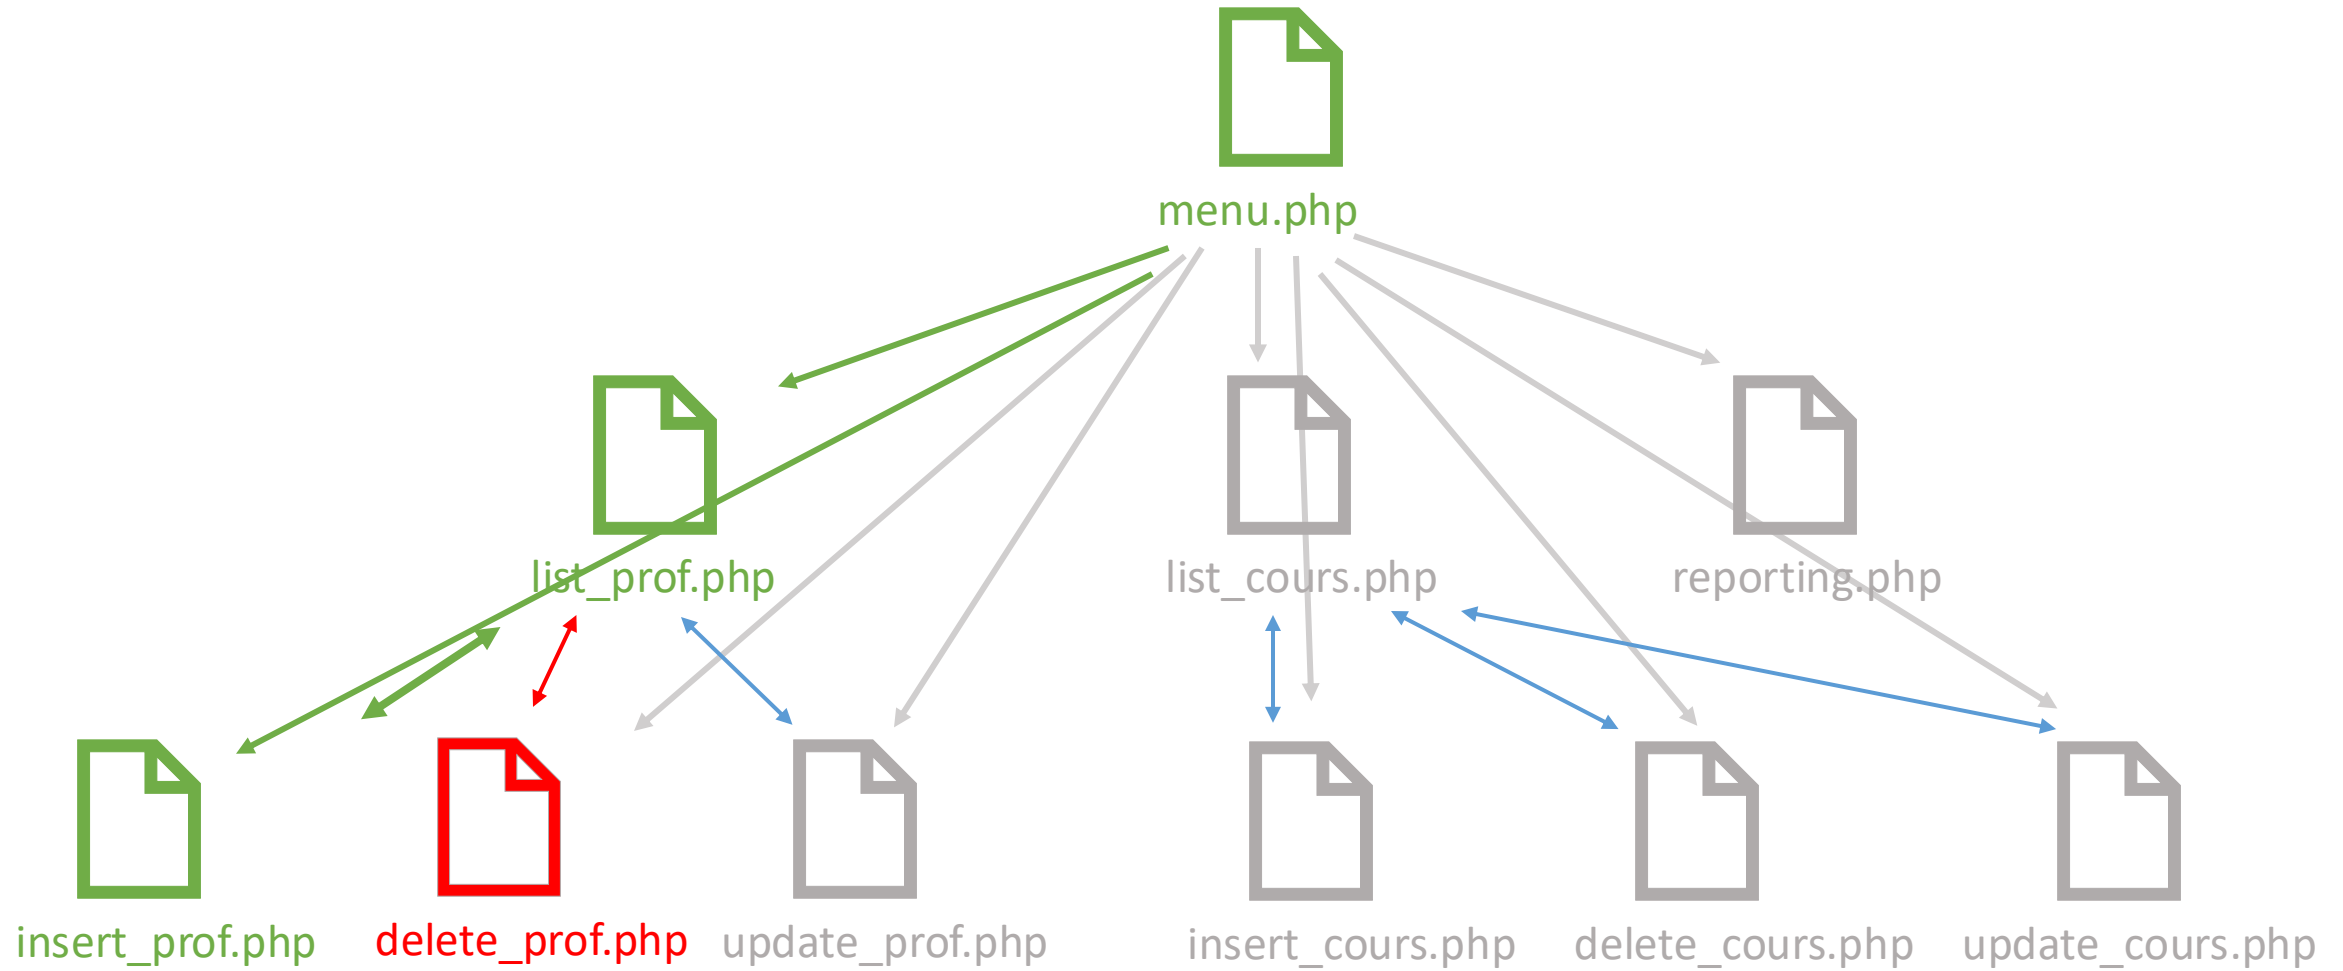 menu.php
list_prof.php
list_cours.php
reporting.php
insert_prof.php
delete_prof.php
update_prof.php
insert_cours.php
delete_cours.php
update_cours.php